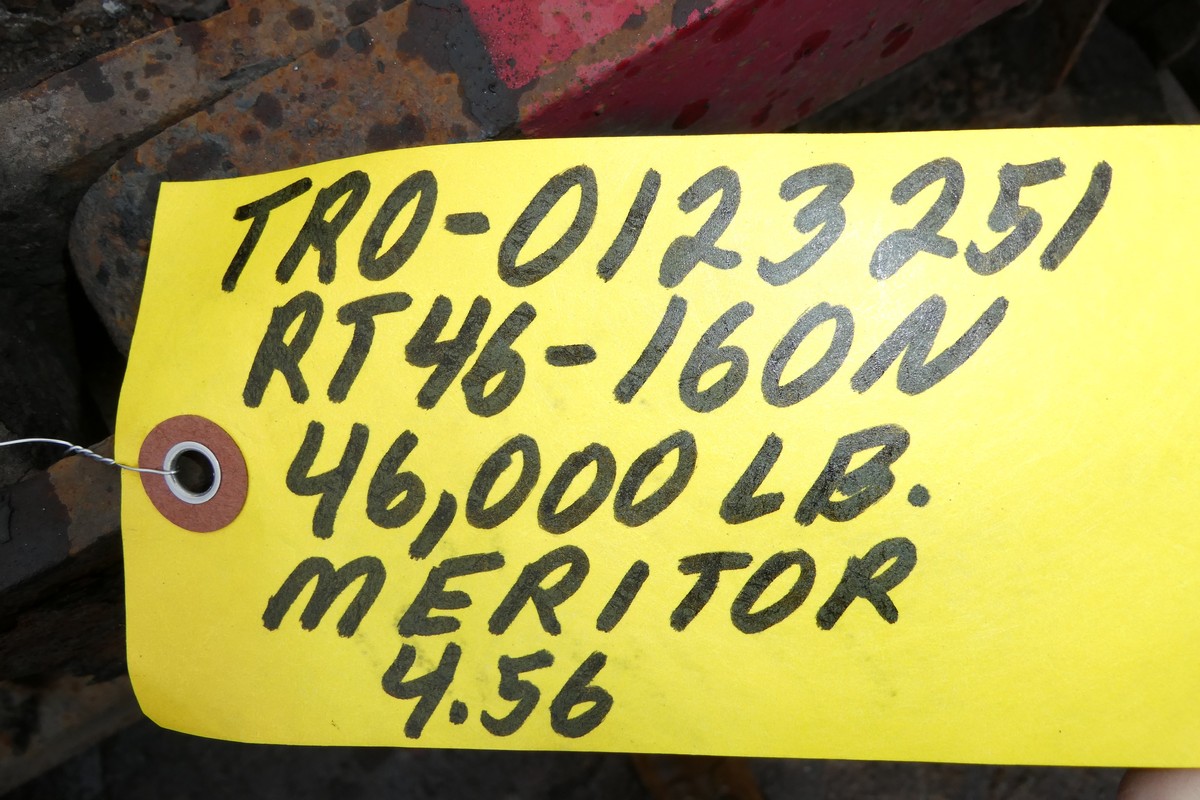 TRO-0123251
RT46-160N
46,000 LB.
MERITOR
4.56